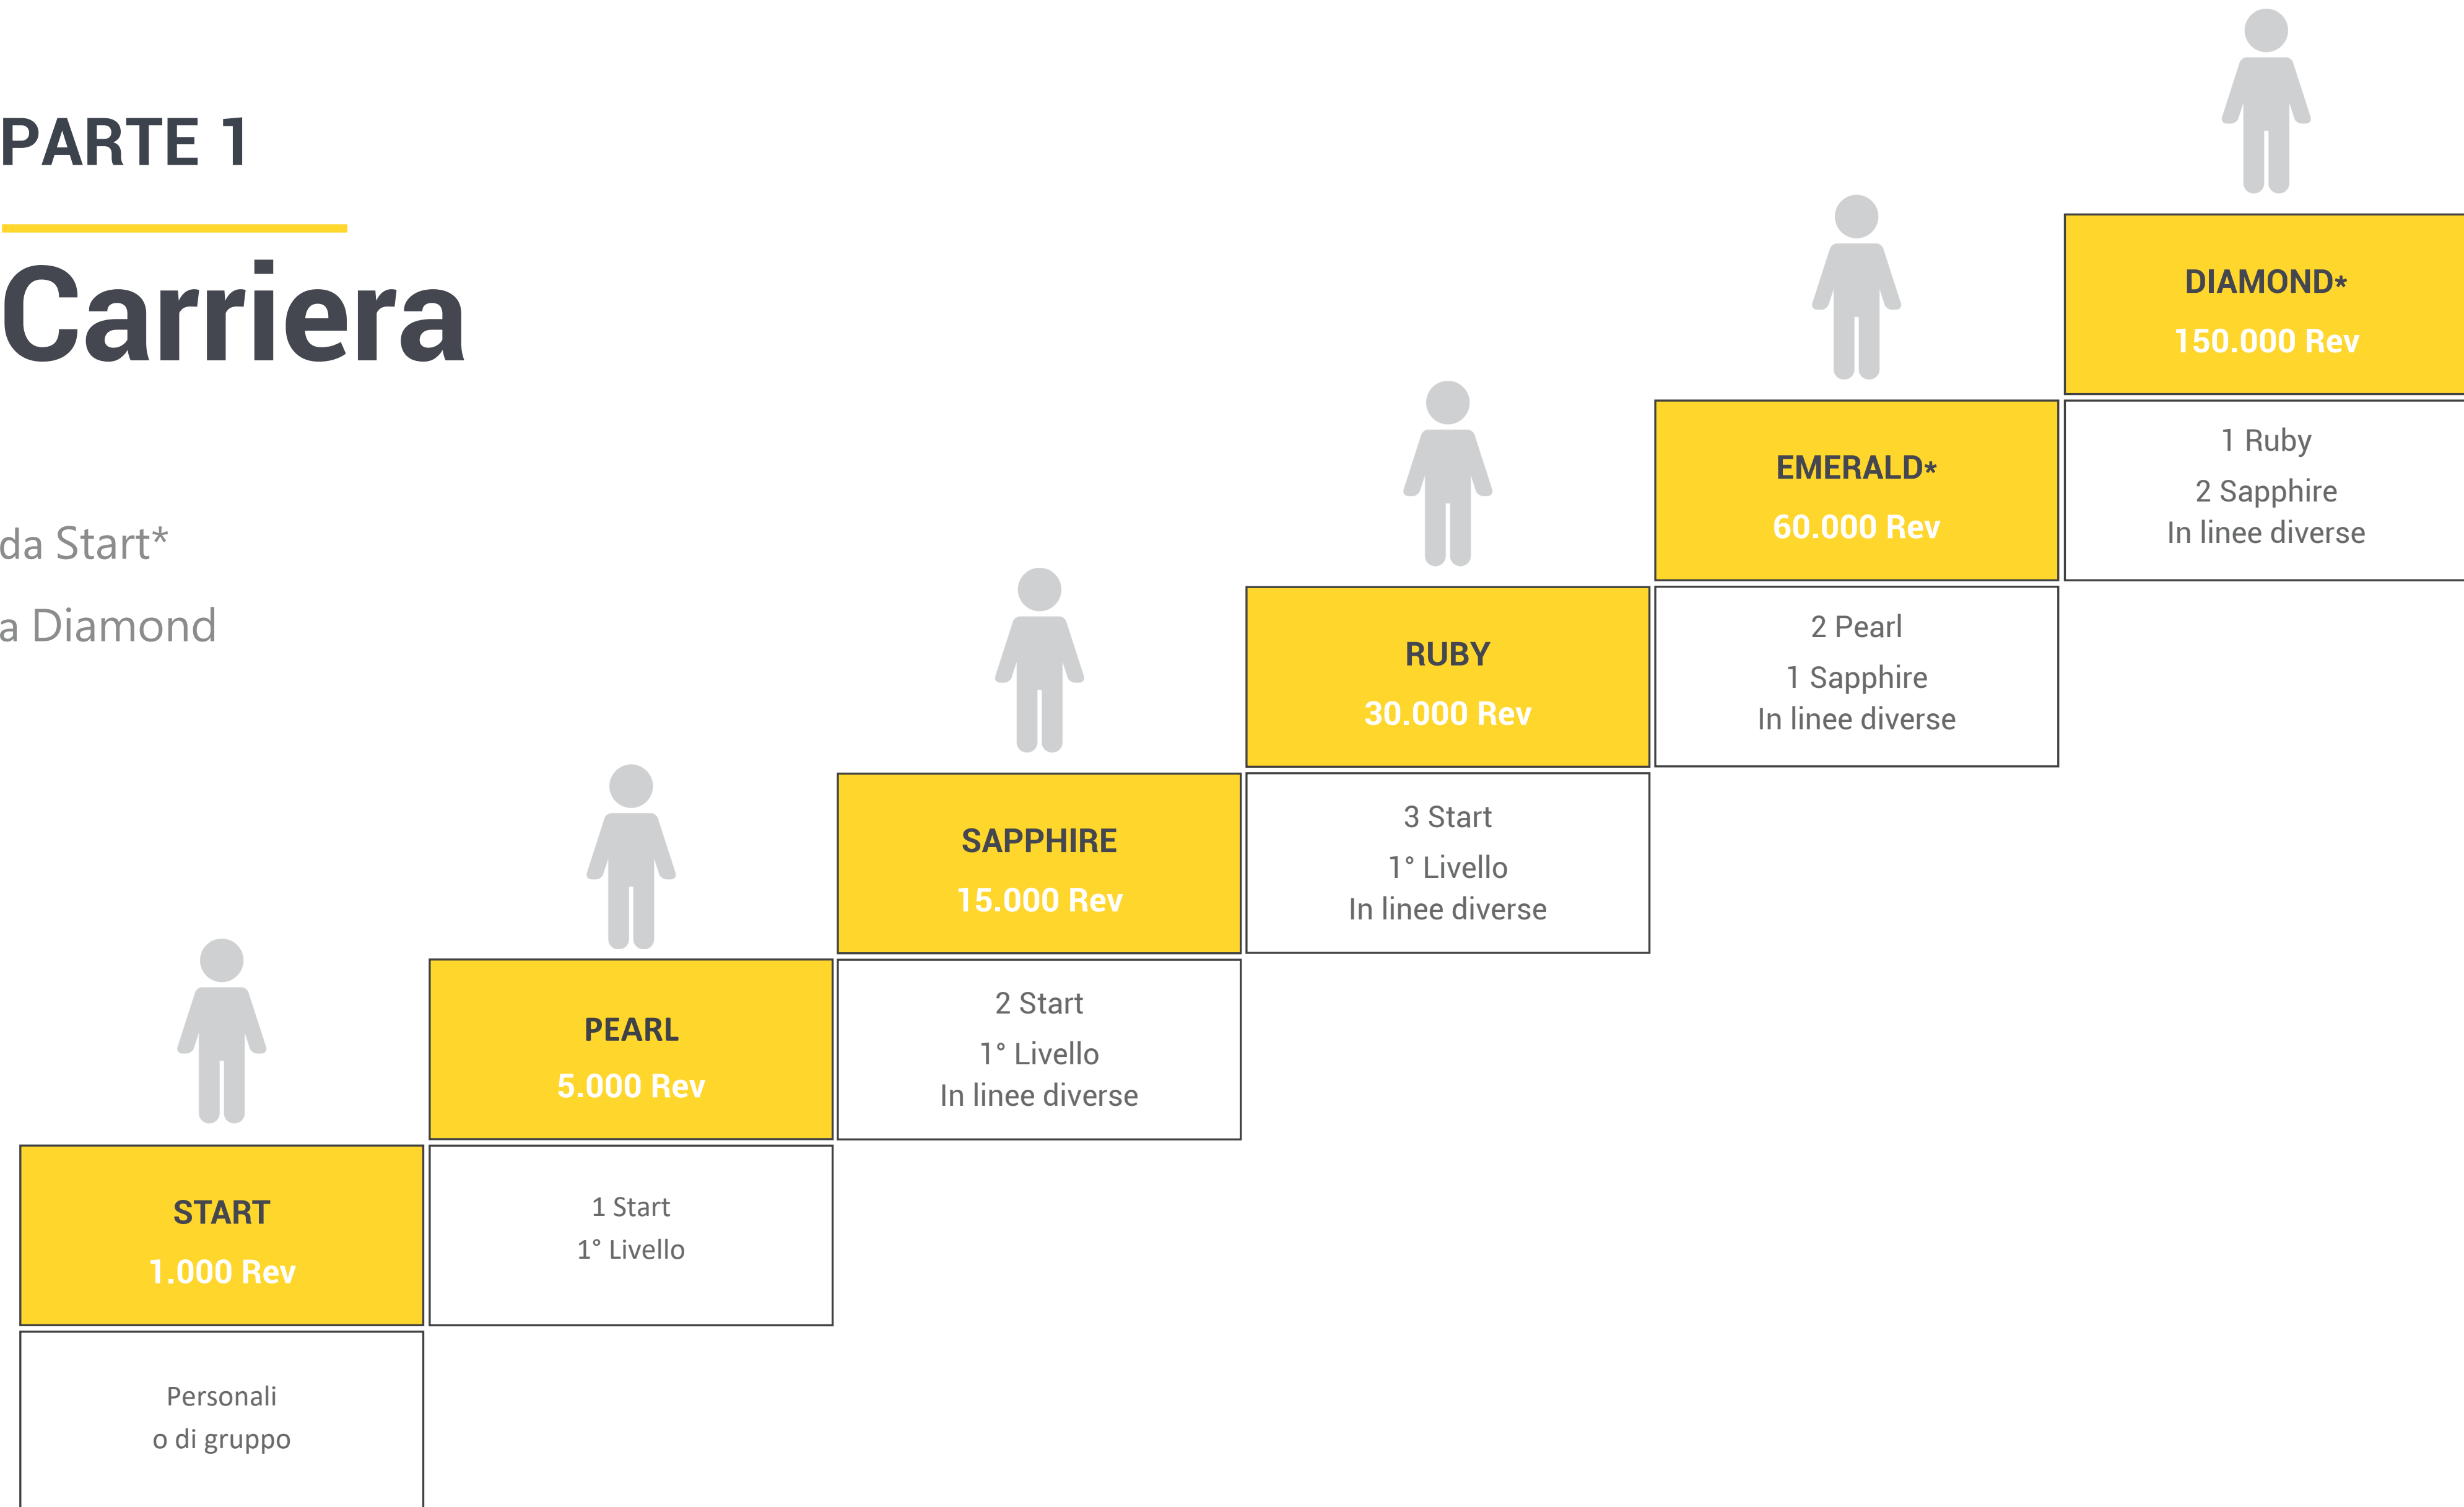 PARTE 1
Carriera
da Start*
a Diamond
START
1.000 Rev
Personali
o di gruppo
PEARL
5.000 Rev
1 Start
1° Livello
SAPPHIRE
15.000 Rev
2 Start
1° Livello
In linee diverse
RUBY
30.000 Rev
3 Start
1° Livello
In linee diverse
EMERALD*
60.000 Rev
2 Pearl
1 Sapphire
In linee diverse
DIAMOND*
150.000 Rev
1 Ruby
2 Sapphire
In linee diverse